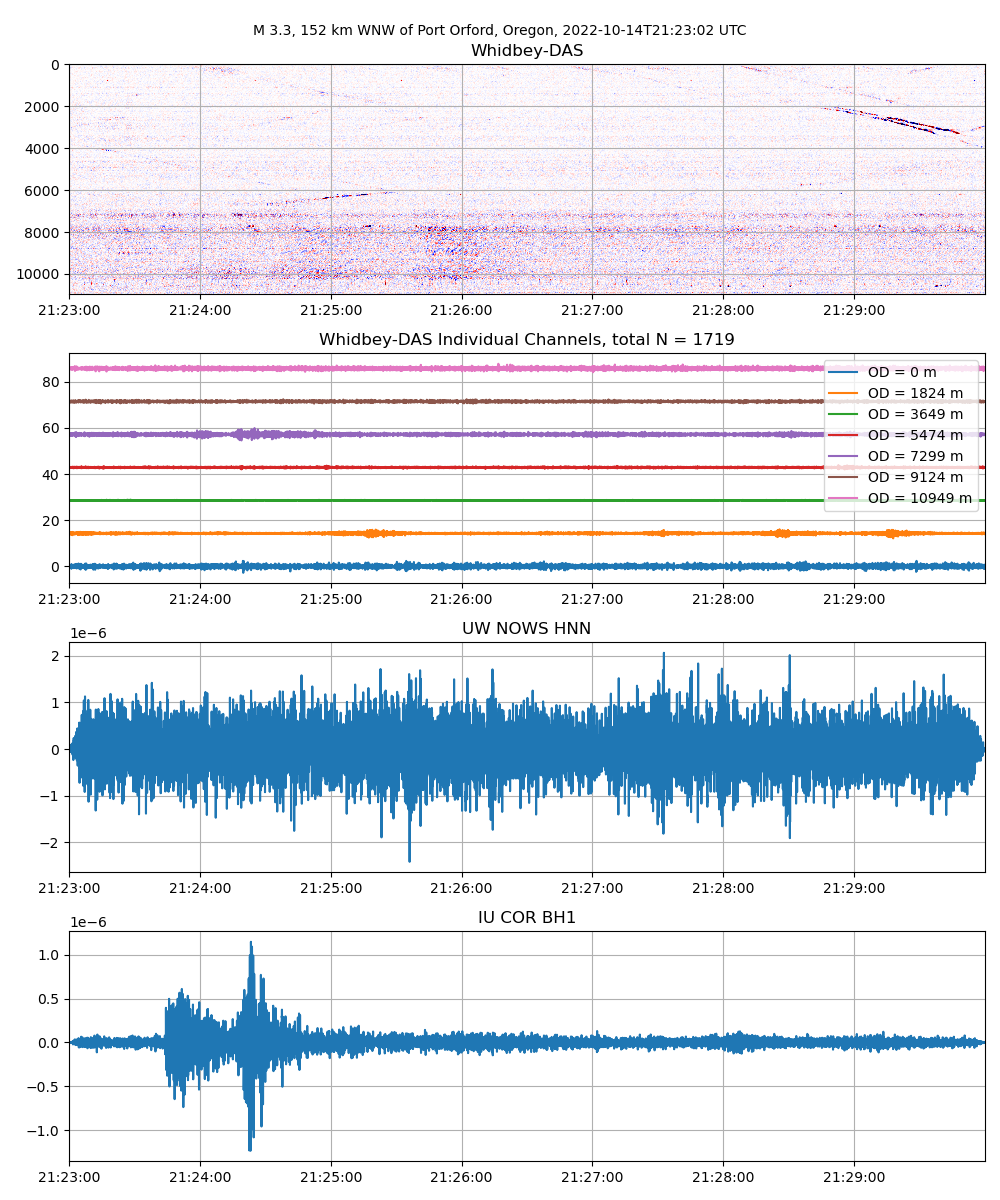 M 3.3, 152 km WNW of Port Orford, Oregon, 2022-10-14T21:23:02 UTC
Whidbey-DAS
0
2000
4000
6000
8000
10000
21:23:00 21:24:00 21:25:00 21:26:00 21:27:00 21:28:00 21:29:00
Whidbey-DAS Individual Channels, total N = 1719
80
60
40
20
0
OD = 0 m
OD = 1824 m
OD = 3649 m
OD = 5474 m
OD = 7299 m
OD = 9124 m
OD = 10949 m
21:23:00 21:24:00 21:25:00 21:26:00 21:27:00 21:28:00 21:29:00
1e−6
UW NOWS HNN
2
1
0
−1
−2
21:23:00 21:24:00 21:25:00 21:26:00 21:27:00 21:28:00 21:29:00
1e−6
IU COR BH1
1.0
0.5
0.0
−0.5
−1.0
21:23:00 21:24:00 21:25:00 21:26:00 21:27:00 21:28:00 21:29:00